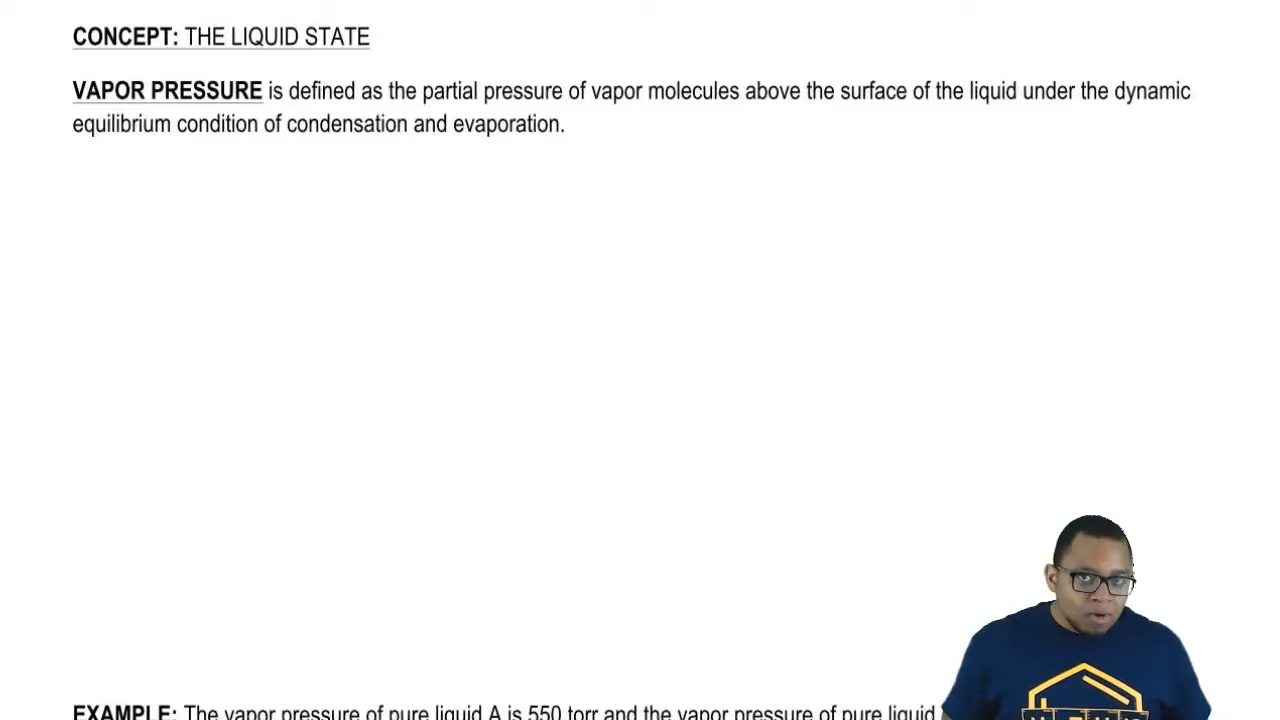 CONCEPT: THE LIQUID STATE
VAPOR PRESSURE is defined as the partial pressure of vapor molecules above the surface of the liquid under the dynamic
equilibrium condition of condensation and evaporation.
EXAMPLE: The vapor pressure of pure liquid A is 550 torr and the vapor pressure of pure liquid